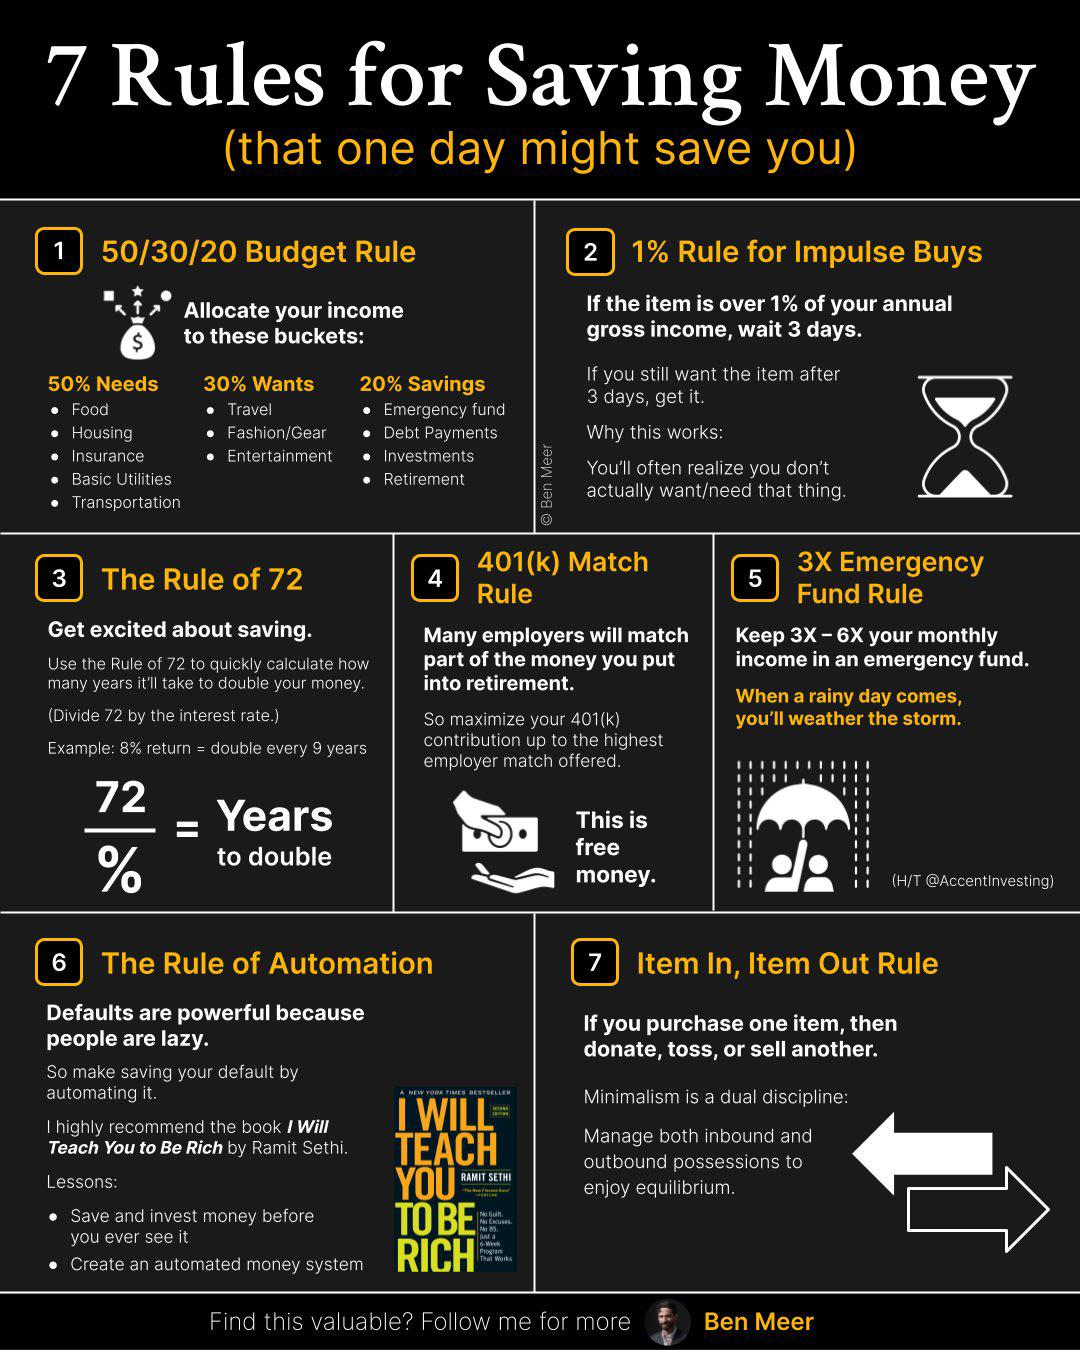 7 Rules for Saving Money
(that one day might save you)
1
50/30/20 Budget Rule
Allocate your income
to these buckets:
$
50% Needs
● Food
● Housing
● Insurance
● Basic Utilities
● Transportation
30% Wants
● Travel
● Fashion/Gear
● Entertainment
20% Savings
● Emergency fund
● Debt Payments
● Investments
● Retirement
© Ben Meer
2
1% Rule for Impulse Buys
If the item is over 1% of your annual
gross income, wait 3 days.
If you still want the item after
3 days, get it.
Why this works:
You'll often realize you don't
actually want/need that thing.
3
The Rule of 72
Get excited about saving.
Use the Rule of 72 to quickly calculate how
many years it'll take to double your money.
(Divide 72 by the interest rate.)
Example: 8% return = double every 9 years
72
%
=
Years
to double
4
401(k) Match
Rule
Many employers will match
part of the money you put
into retirement.
So maximize your 401(k)
contribution up to the highest
employer match offered.
This is
free
money.
5
3X Emergency
Fund Rule
Keep 3X – 6X your monthly
income in an emergency fund.
When a rainy day comes,
you'll weather the storm.
(H/T @AccentInvesting)
6
The Rule of Automation
Defaults are powerful because
people are lazy.
So make saving your default by
automating it.
I highly recommend the book I Will
Teach You to Be Rich by Ramit Sethi.
Lessons:
● Save and invest money before
you ever see it
● Create an automated money system
A NEW YORK TIMES BESTSELLER
I WILL
SECOND
EDITION
TEACH
YOU
RAMIT SETHI
"The New Finance Guru"
—FORTUNE
TO BE
RICH
No Guilt.
No Excuses.
No BS.
Just a
6-Week
Program
That Works
7
Item In, Item Out Rule
If you purchase one item, then
donate, toss, or sell another.
Minimalism is a dual discipline:
Manage both inbound and
outbound possessions to
enjoy equilibrium.
Find this valuable? Follow me for more
Ben Meer